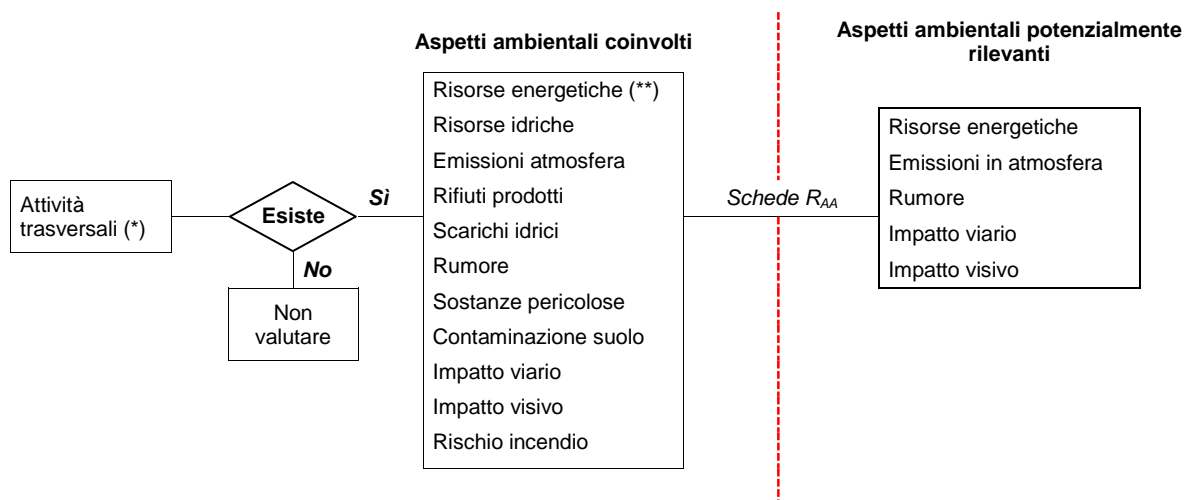 Aspetti ambientali coinvolti
Aspetti ambientali potenzialmente
rilevanti
Attività
trasversali (*)
Esiste
Sì
No
Non
valutare
Risorse energetiche (**)
Risorse idriche
Emissioni atmosfera
Rifiuti prodotti
Scarichi idrici
Rumore
Sostanze pericolose
Contaminazione suolo
Impatto viario
Impatto visivo
Rischio incendio
Schede RAA
Risorse energetiche
Emissioni in atmosfera
Rumore
Impatto viario
Impatto visivo